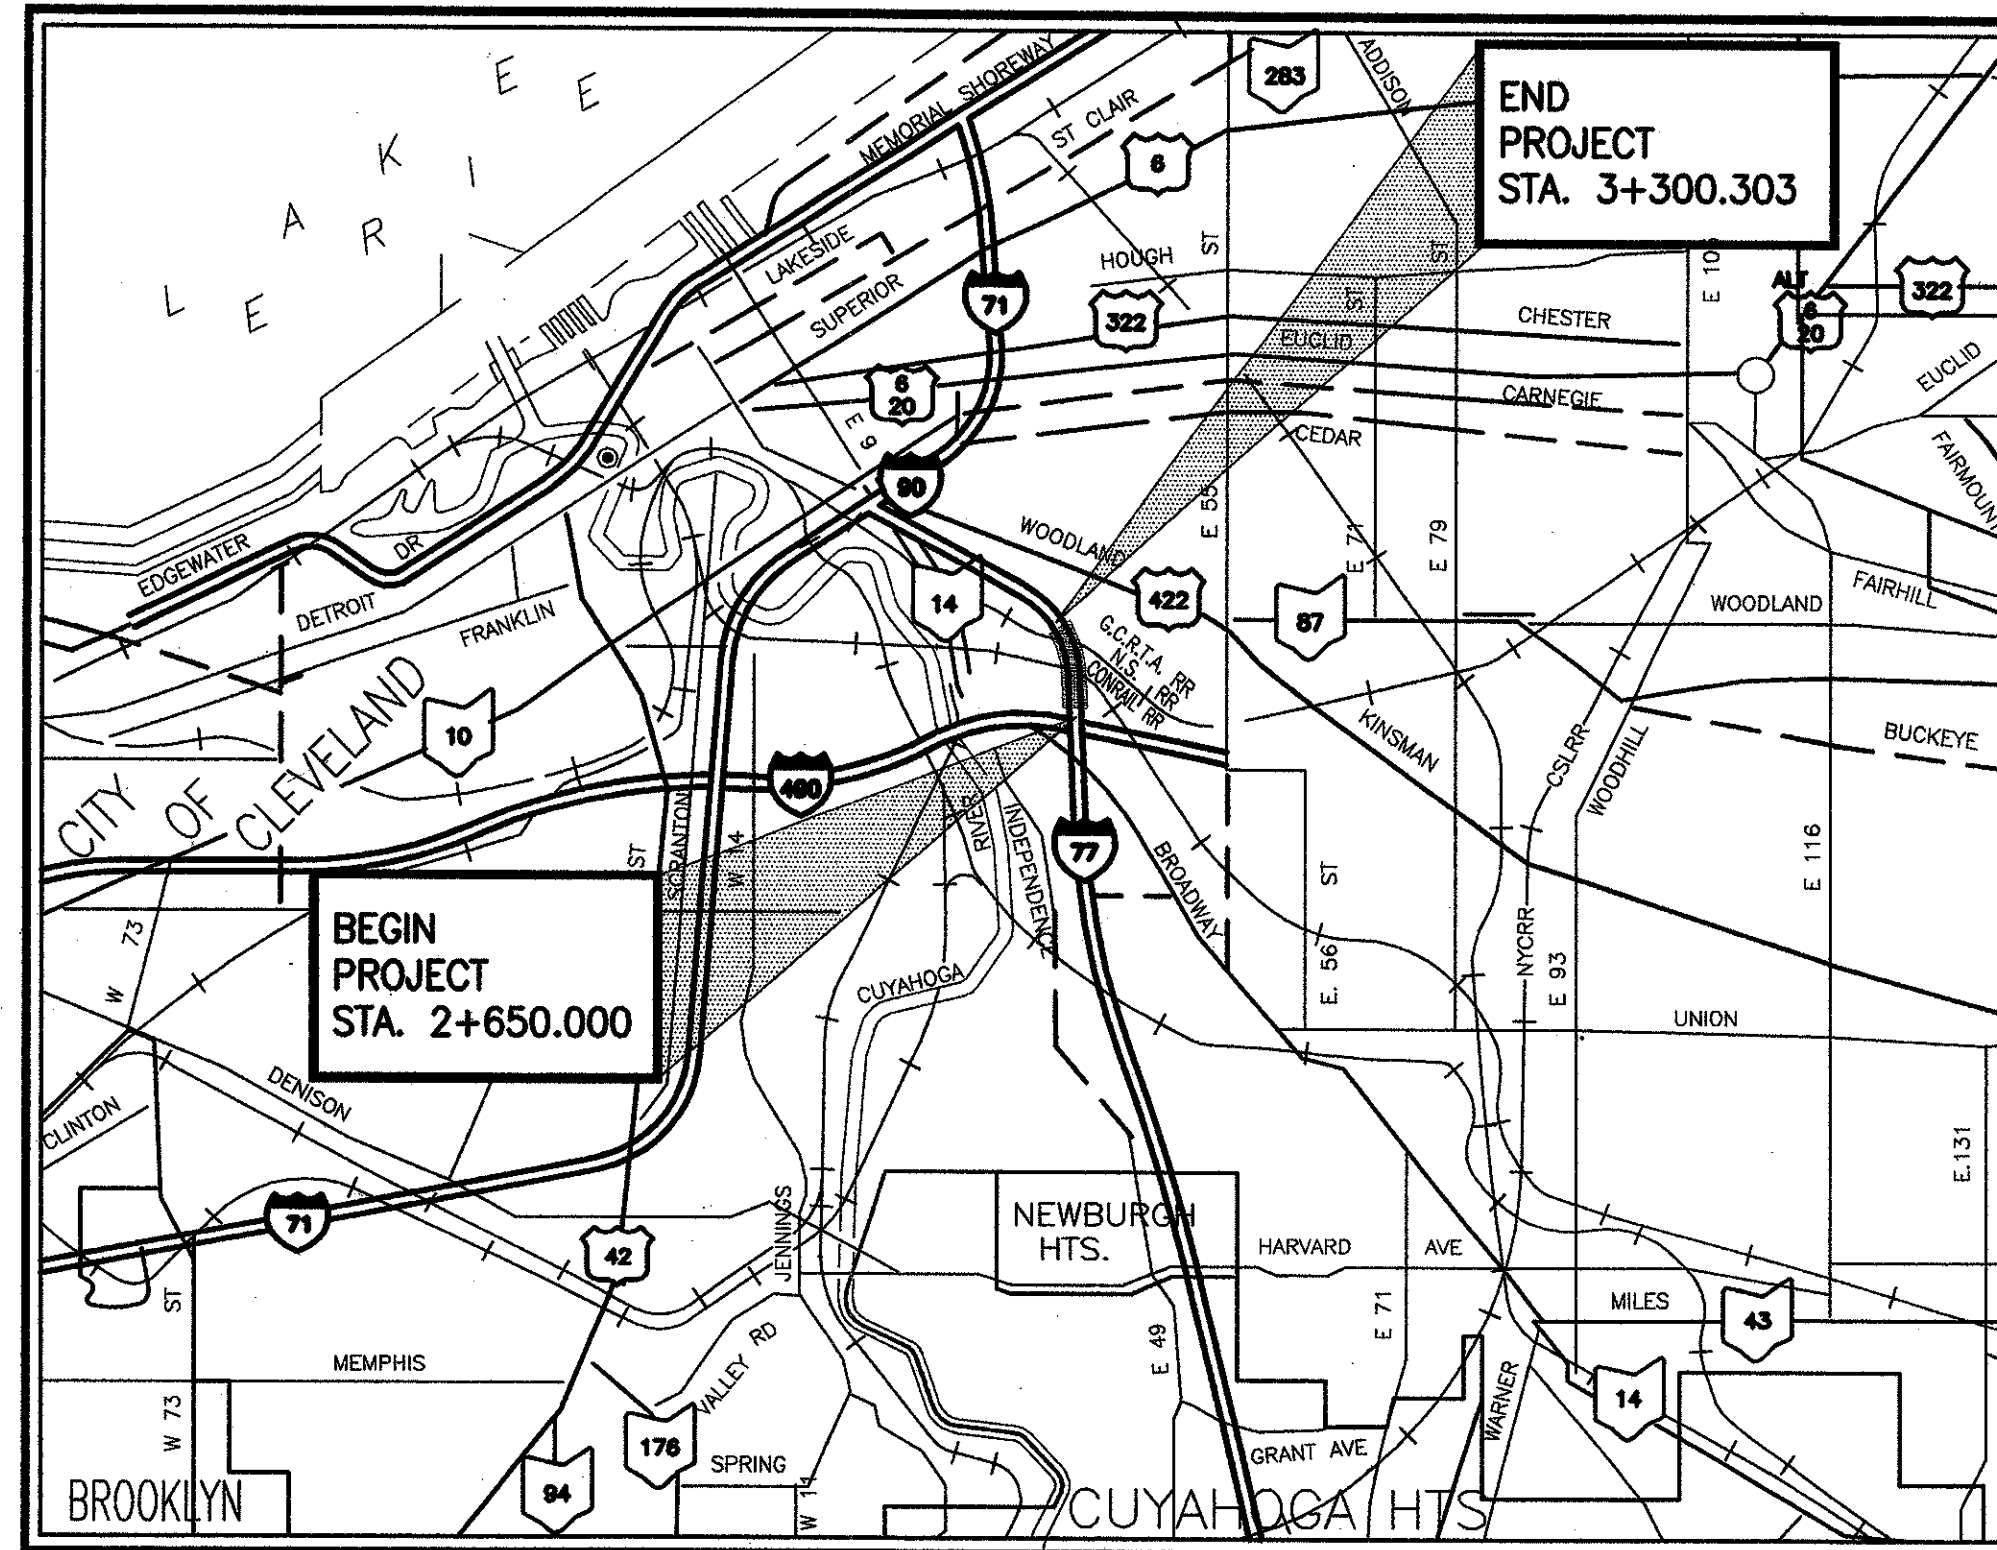 LAKE
ERIE
MEMORIAL SHOREWAY
283
ADDISON
END
PROJECT
STA. 3+300.303
ST CLAIR
6
LAKESIDE
SUPERIOR
71
HOUGH
ST
ST
ST
322
CHESTER
EUCLID
ALT
6
20
322
6
20
CARNEGIE
EUCLID
E 9
CEDAR
FAIRMOUNT
90
E 55
WOODLAND
E 71
E 79
EDGEWATER
DR
DETROIT
FRANKLIN
14
422
87
WOODLAND
FAIRHILL
G.C.R.T.A. RR
N.S. RR
CONRAIL RR
10
KINSMAN
CSLRR
WOODHILL
BUCKEYE
CITY OF CLEVELAND
490
SCRANTON
W 14
RIVER
INDEPENDENCE
77
BROADWAY
ST
ST
E 116
BEGIN
PROJECT
STA. 2+650.000
W 73
CUYAHOGA
E. 56
NYCRR
E 93
UNION
DENISON
CLINTON
E.131
71
42
JENNINGS
NEWBURGH
HTS.
HARVARD
AVE
ST
MILES
43
MEMPHIS
VALLEY RD
E 49
E 71
W 73
176
SPRING
WARNER
14
GRANT AVE
94
BROOKLYN
CUYAHOGA HTS